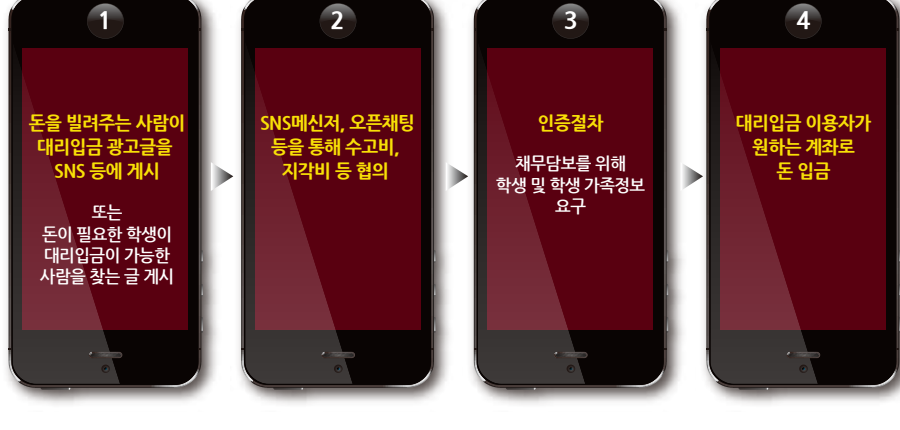 1
돈을 빌려주는 사람이
대리입금 광고글을
SNS 등에 게시
또는
돈이 필요한 학생이
대리입금이 가능한
사람을 찾는 글 게시
2
SNS메신저, 오픈채팅
등을 통해 수고비,
지각비 등 협의
3
인증절차
채무담보를 위해
학생 및 학생 가족정보
요구
4
대리입금 이용자가
원하는 계좌로
돈 입금